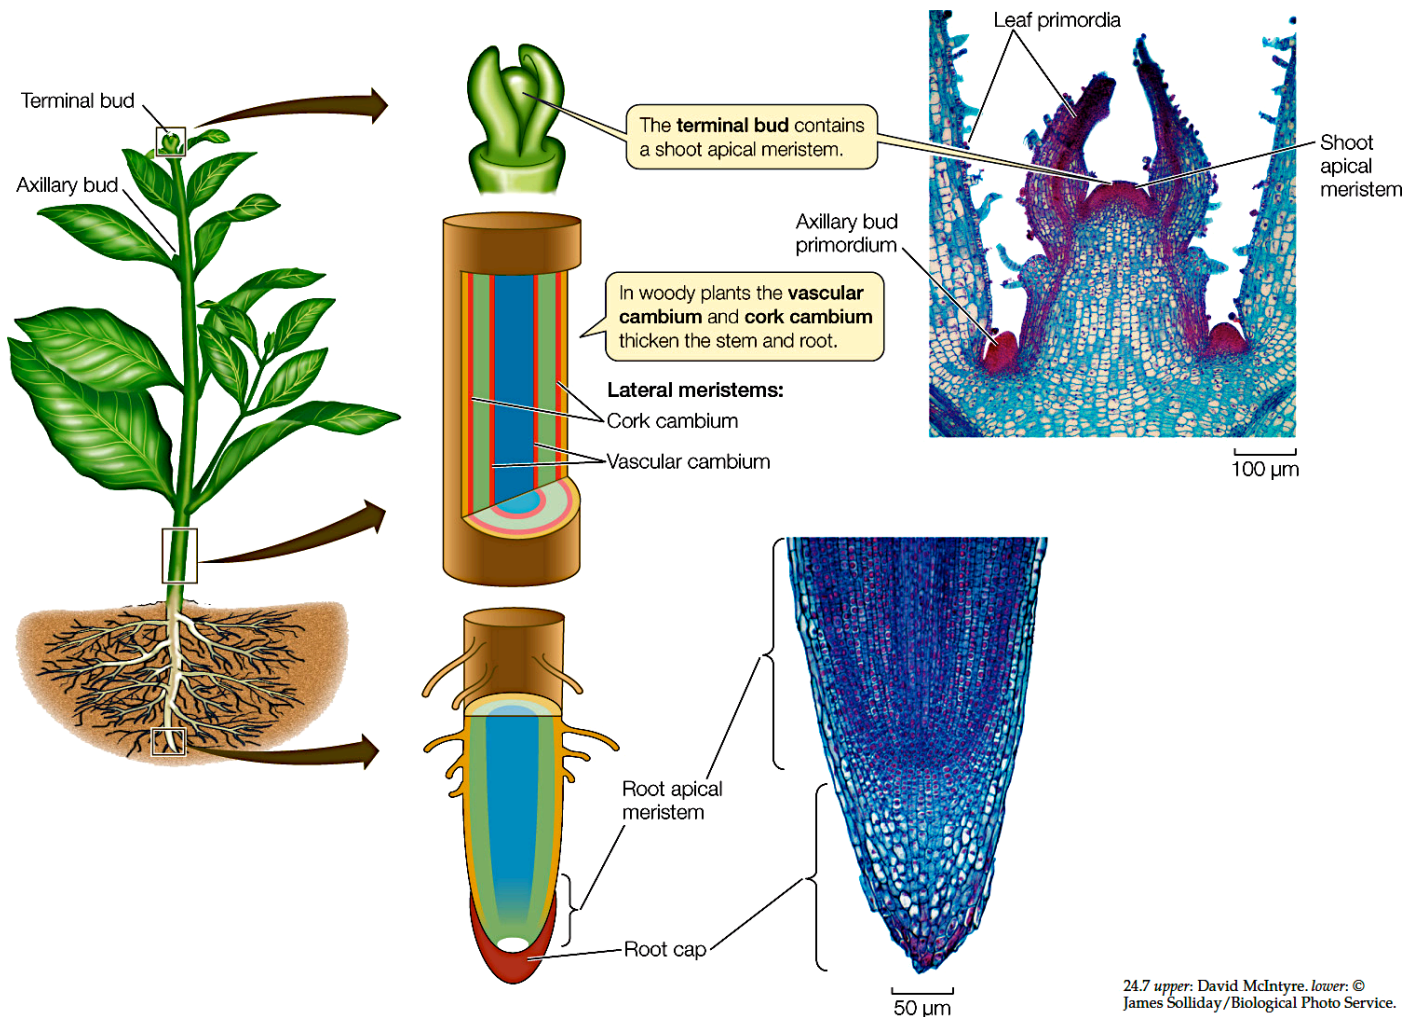 Terminal bud
Axillary bud
The terminal bud contains
a shoot apical meristem.
Leaf primordia
Shoot
apical
meristem
Axillary bud
primordium
100 µm
In woody plants the vascular
cambium and cork cambium
thicken the stem and root.
Lateral meristems:
Cork cambium
Vascular cambium
Root apical
meristem
Root cap
50 µm
24.7 upper: David McIntyre. lower: ©
James Solliday/Biological Photo Service.